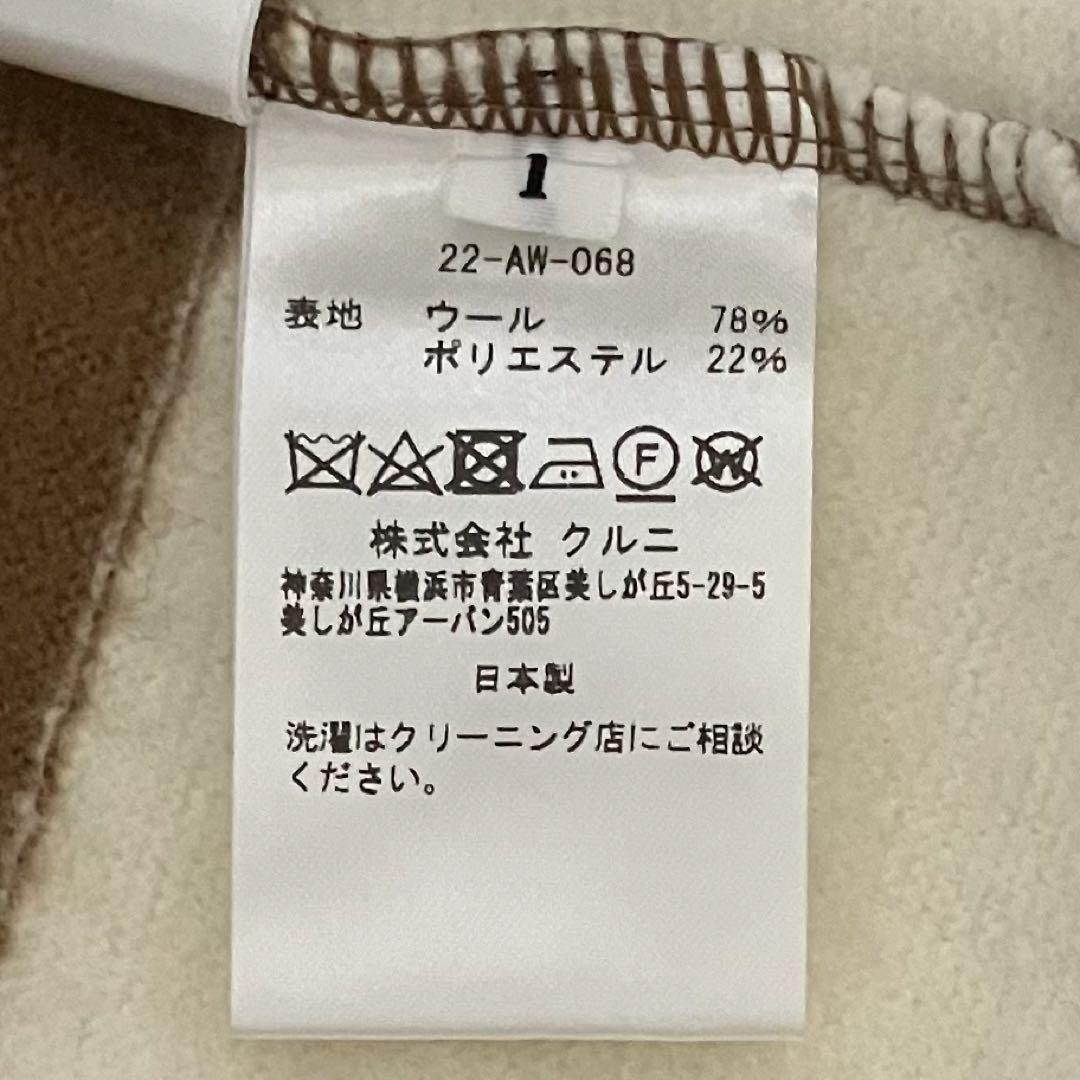 1
22-AW-068
表地 ウール 78%
ポリエステル 22%
F W
株式会社 クルニ
神奈川県横浜市青葉区美しが丘5-29-5
美しが丘アーバン505
日本製
洗濯はクリーニング店にご相談
ください。